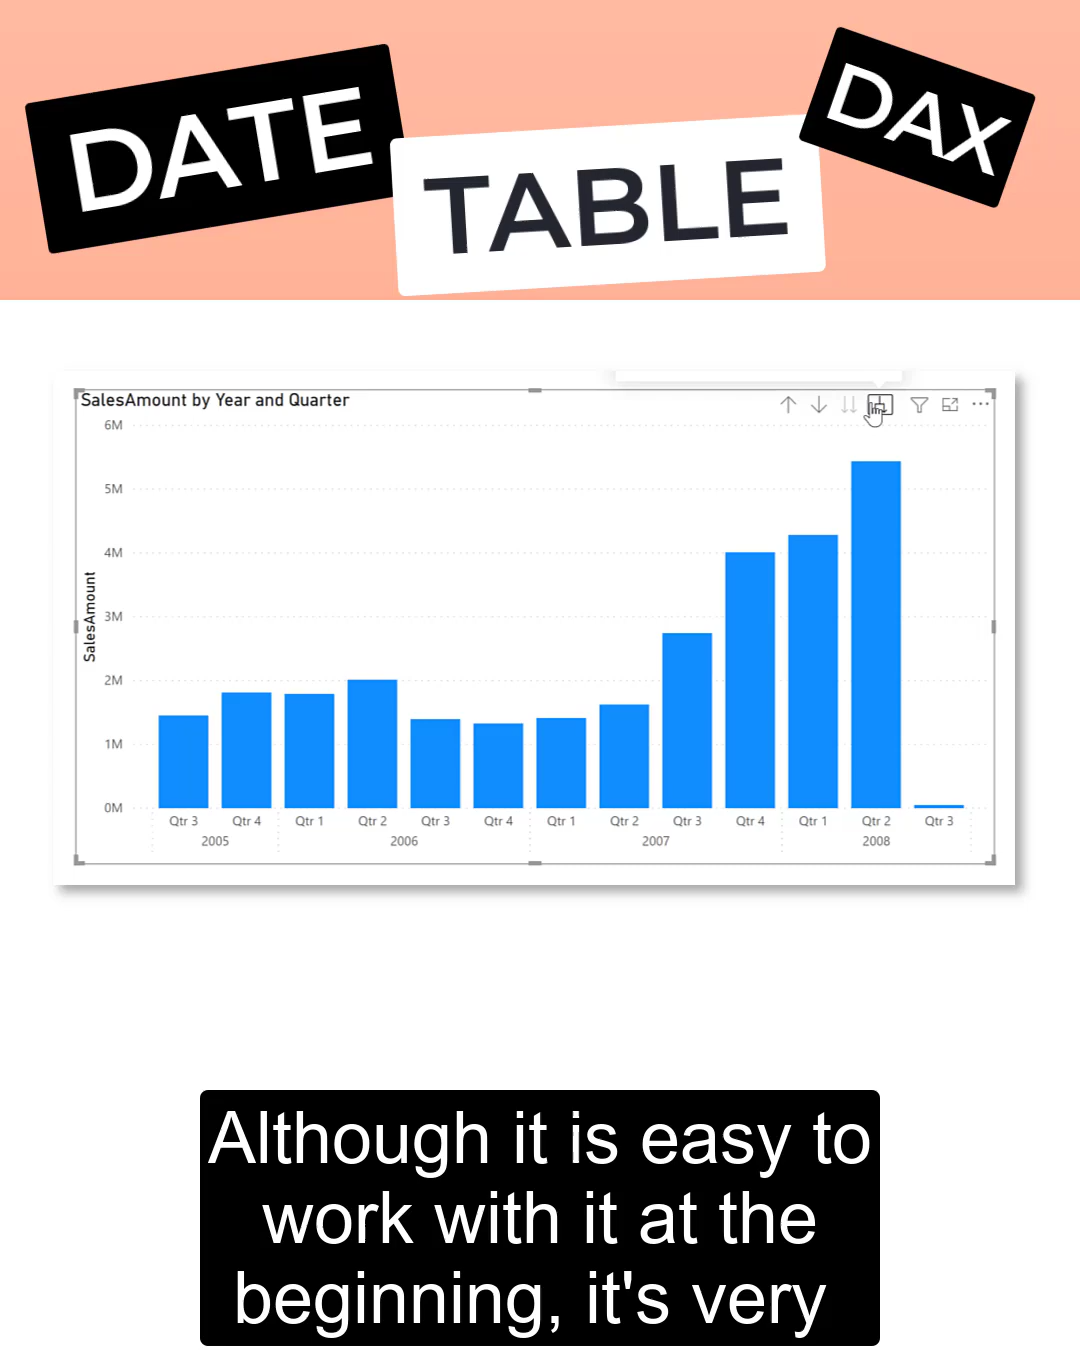 DATE
TABLE
DAX
SalesAmount by Year and Quarter
6M
5M
4M
3M
2M
1M
0M
SalesAmount
Qtr 3 Qtr 4 Qtr 1 Qtr 2 Qtr 3 Qtr 4 Qtr 1 Qtr 2 Qtr 3 Qtr 4 Qtr 1 Qtr 2 Qtr 3
2005 2006 2007 2008
Although it is easy to
work with it at the
beginning, it's very